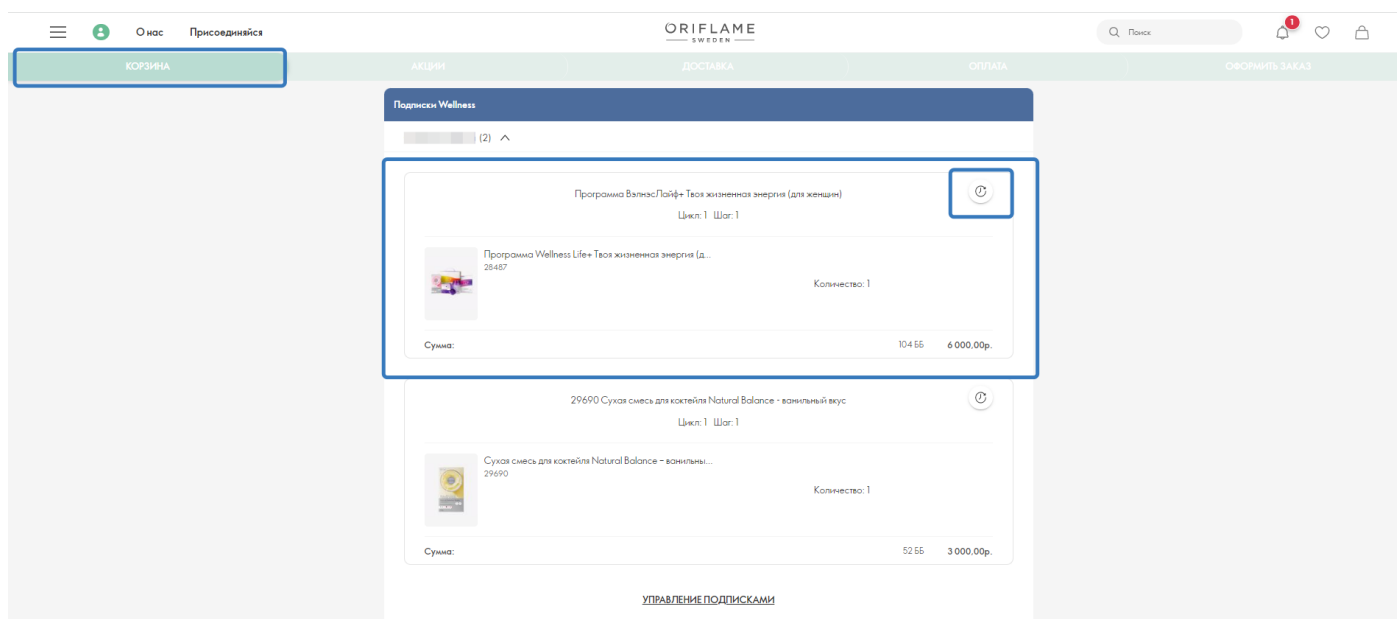 О нас Присоединяйся ORIFLAME Поиск 1
SWEDEN
КОРЗИНА АКЦИИ ДОСТАВКА ОПЛАТА ОФОРМИТЬ ЗАКАЗ
Подписки Wellness
(2)
Программа ВэлнэсЛайф+ Твоя жизненная энергия (для женщин)
Цикл: 1 Шаг: 1
Программа Wellness Life+ Твоя жизненная энергия (д...
28487
Количество: 1
Сумма: 104 ББ 6 000,00р.
29690 Сухая смесь для коктейля Natural Balance - ванильный вкус
Цикл: 1 Шаг: 1
Сухая смесь для коктейля Natural Balance – ванильны...
29690
Количество: 1
Сумма: 52 ББ 3 000,00р.
УПРАВЛЕНИЕ ПОДПИСКАМИ